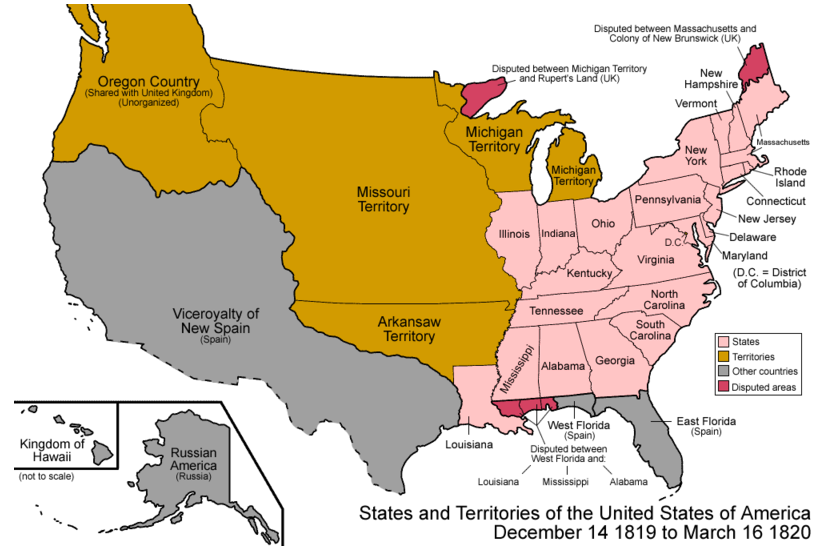 Disputed between Massachusetts and
Colony of New Brunswick (UK)
Disputed between Michigan Territory
and Rupert's Land (UK)
Oregon Country
(Shared with United Kingdom)
(Unorganized)
New
Hampshire
Vermont
Michigan
Territory
Massachusetts
New
York
Michigan
Territory
Rhode
Island
Missouri
Territory
Pennsylvania
Connecticut
New Jersey
Illinois
Indiana
Ohio
Delaware
D.C.
Maryland
Virginia
(D.C. = District
of Columbia)
Kentucky
North
Carolina
Tennessee
Viceroyalty of
New Spain
(Spain)
Arkansaw
Territory
South
Carolina
Mississippi
Alabama
Georgia
States
Territories
Other countries
Disputed areas
Kingdom of
Hawaii
(not to scale)
Russian
America
(Russia)
Louisiana
West Florida
(Spain)
East Florida
(Spain)
Disputed between
West Florida and:
Louisiana
Mississippi
Alabama
States and Territories of the United States of America
December 14 1819 to March 16 1820